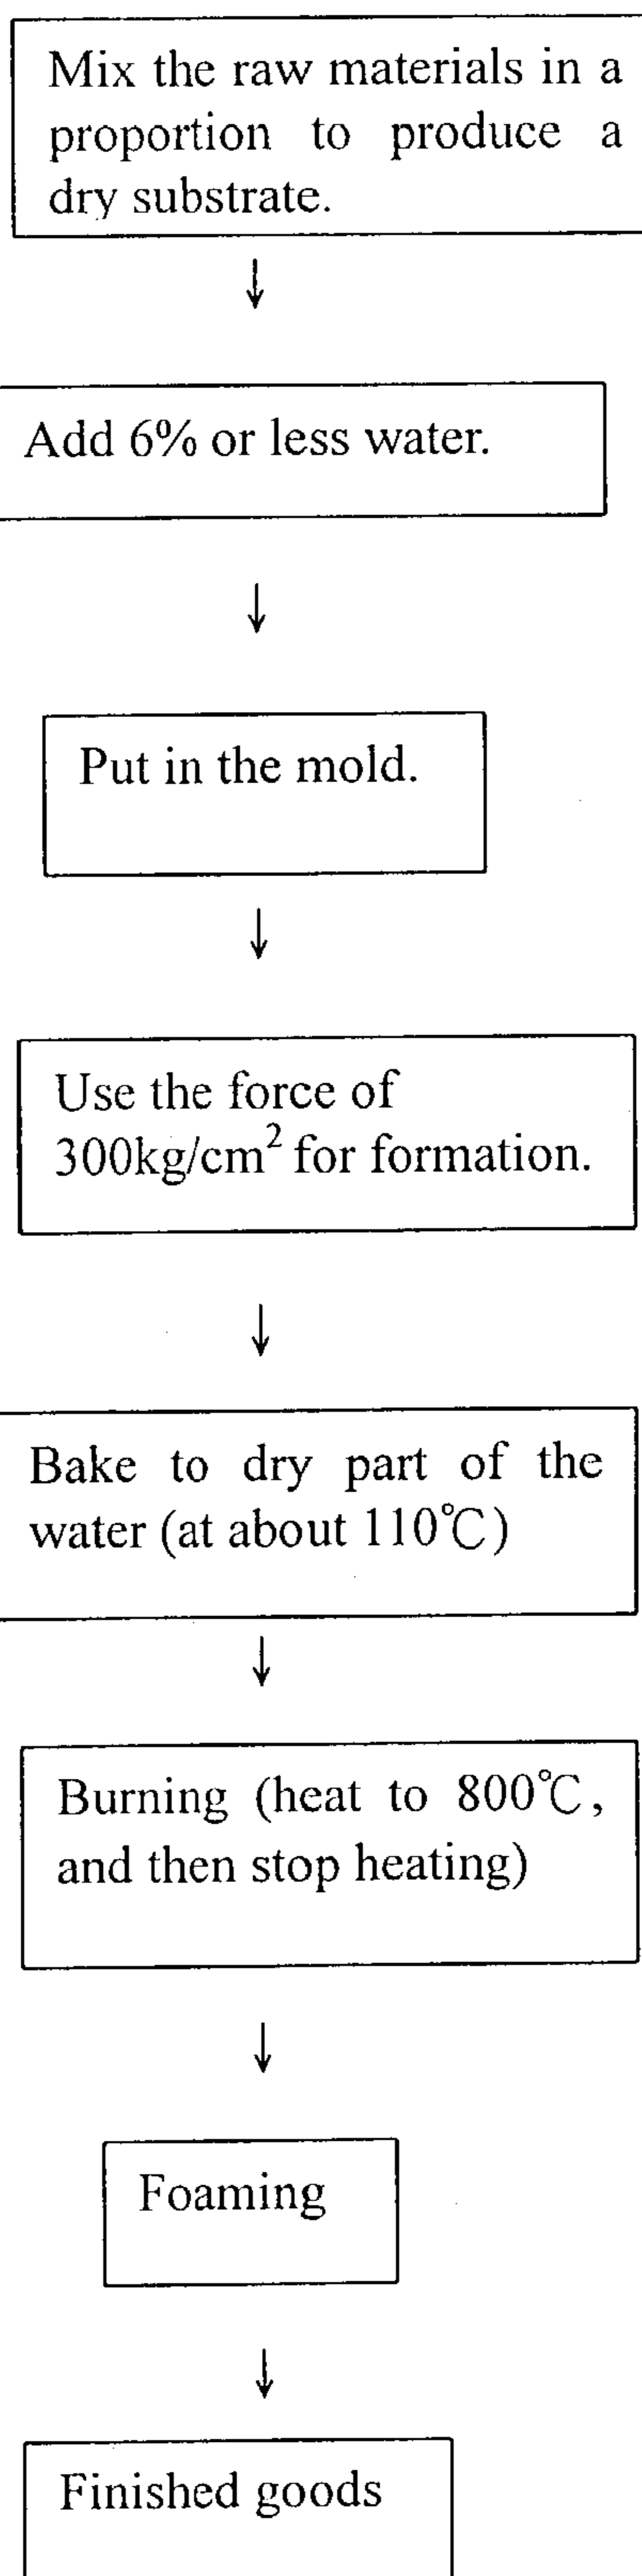 Mix the raw materials in a
proportion to produce a
dry substrate.
Add 6% or less water.
Put in the mold.
Use the force of
300kg/cm² for formation.
Bake to dry part of the
water (at about 110℃)
Burning (heat to 800℃,
and then stop heating)
Foaming
Finished goods